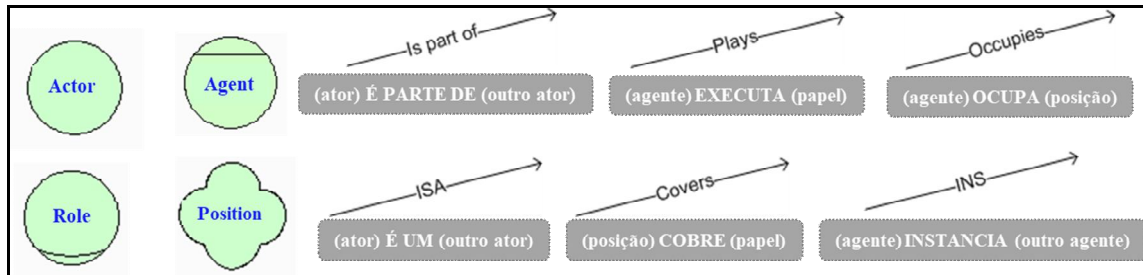 Actor
Agent
Is part of
Plays
Occupies
(ator) É PARTE DE (outro ator)
(agente) EXECUTA (papel)
(agente) OCUPA (posição)
Role
Position
ISA
Covers
INS
(ator) É UM (outro ator)
(posição) COBRE (papel)
(agente) INSTANCIA (outro agente)